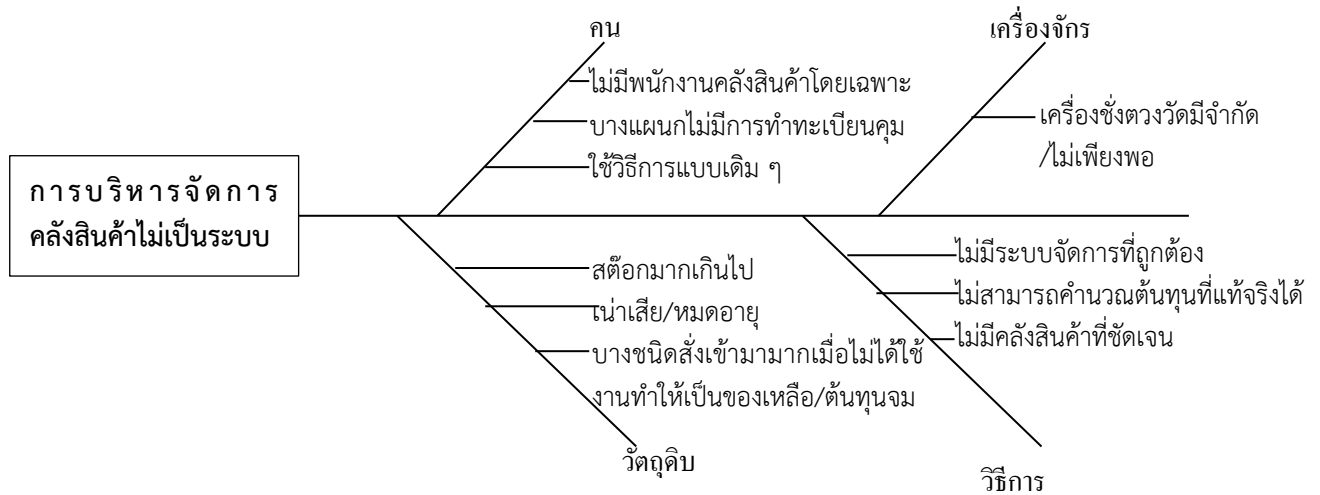 คน
เครื่องจักร
ไม่มีพนักงานคลังสินค้าโดยเฉพาะ
บางแผนกไม่มีการทำทะเบียนคุม
ใช้วิธีการแบบเดิม ๆ
เครื่องชั่งตวงวัดมีจำกัด
/ไม่เพียงพอ
การบริหารจัดการ
คลังสินค้าไม่เป็นระบบ
สต๊อกมากเกินไป
เน่าเสีย/หมดอายุ
บางชนิดสั่งเข้ามามากเมื่อไม่ได้ใช้
งานทำให้เป็นของเหลือ/ต้นทุนจม
วัตถุดิบ
ไม่มีระบบจัดการที่ถูกต้อง
ไม่สามารถคำนวณต้นทุนที่แท้จริงได้
ไม่มีคลังสินค้าที่ชัดเจน
วิธีการ